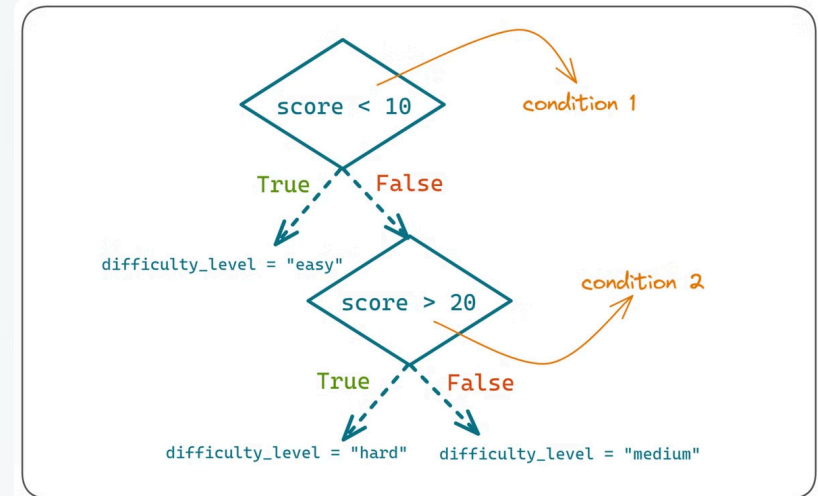 score < 10
condition 1
True
False
difficulty_level = "easy"
score > 20
condition 2
True
False
difficulty_level = "hard"
difficulty_level = "medium"